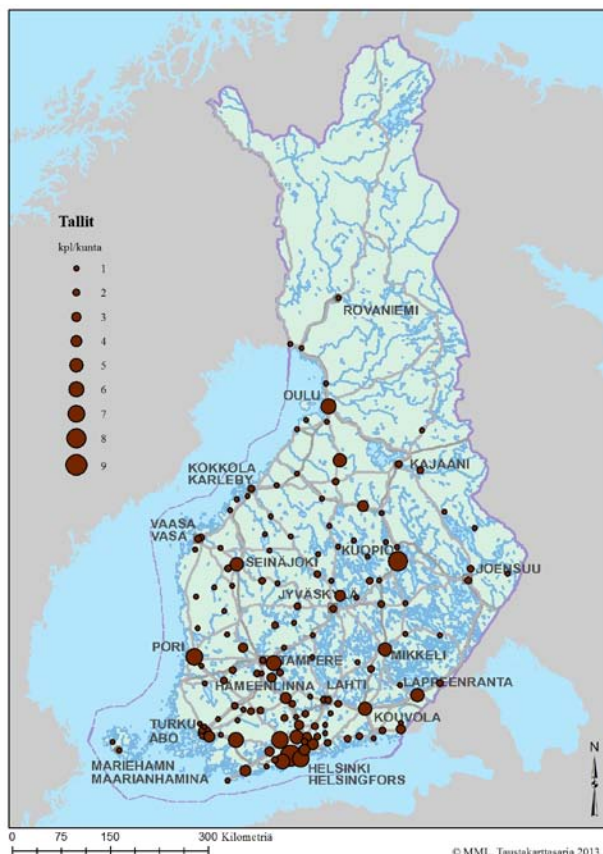 Tallit
kpl/kunta
1
2
3
4
5
6
7
8
9
ROVANIEMI
OULU
KAJAANI
KOKKOLA
KARLEBY
VAASA
VASA
SEINÄJOKI
KUOPIO
JOENSUU
JYVÄSKYLÄ
PORI
TAMPERE
MIKKELI
HÄMEENLINNA
LAHTI
LAPPEENRANTA
KOUVOLA
TURKU
ÅBO
MARIEHAMN
MAARIANHAMINA
HELSINKI
HELSINGFORS
N
0 75 150 300 Kilometriä
© MML, Taustakarttasarja 2013